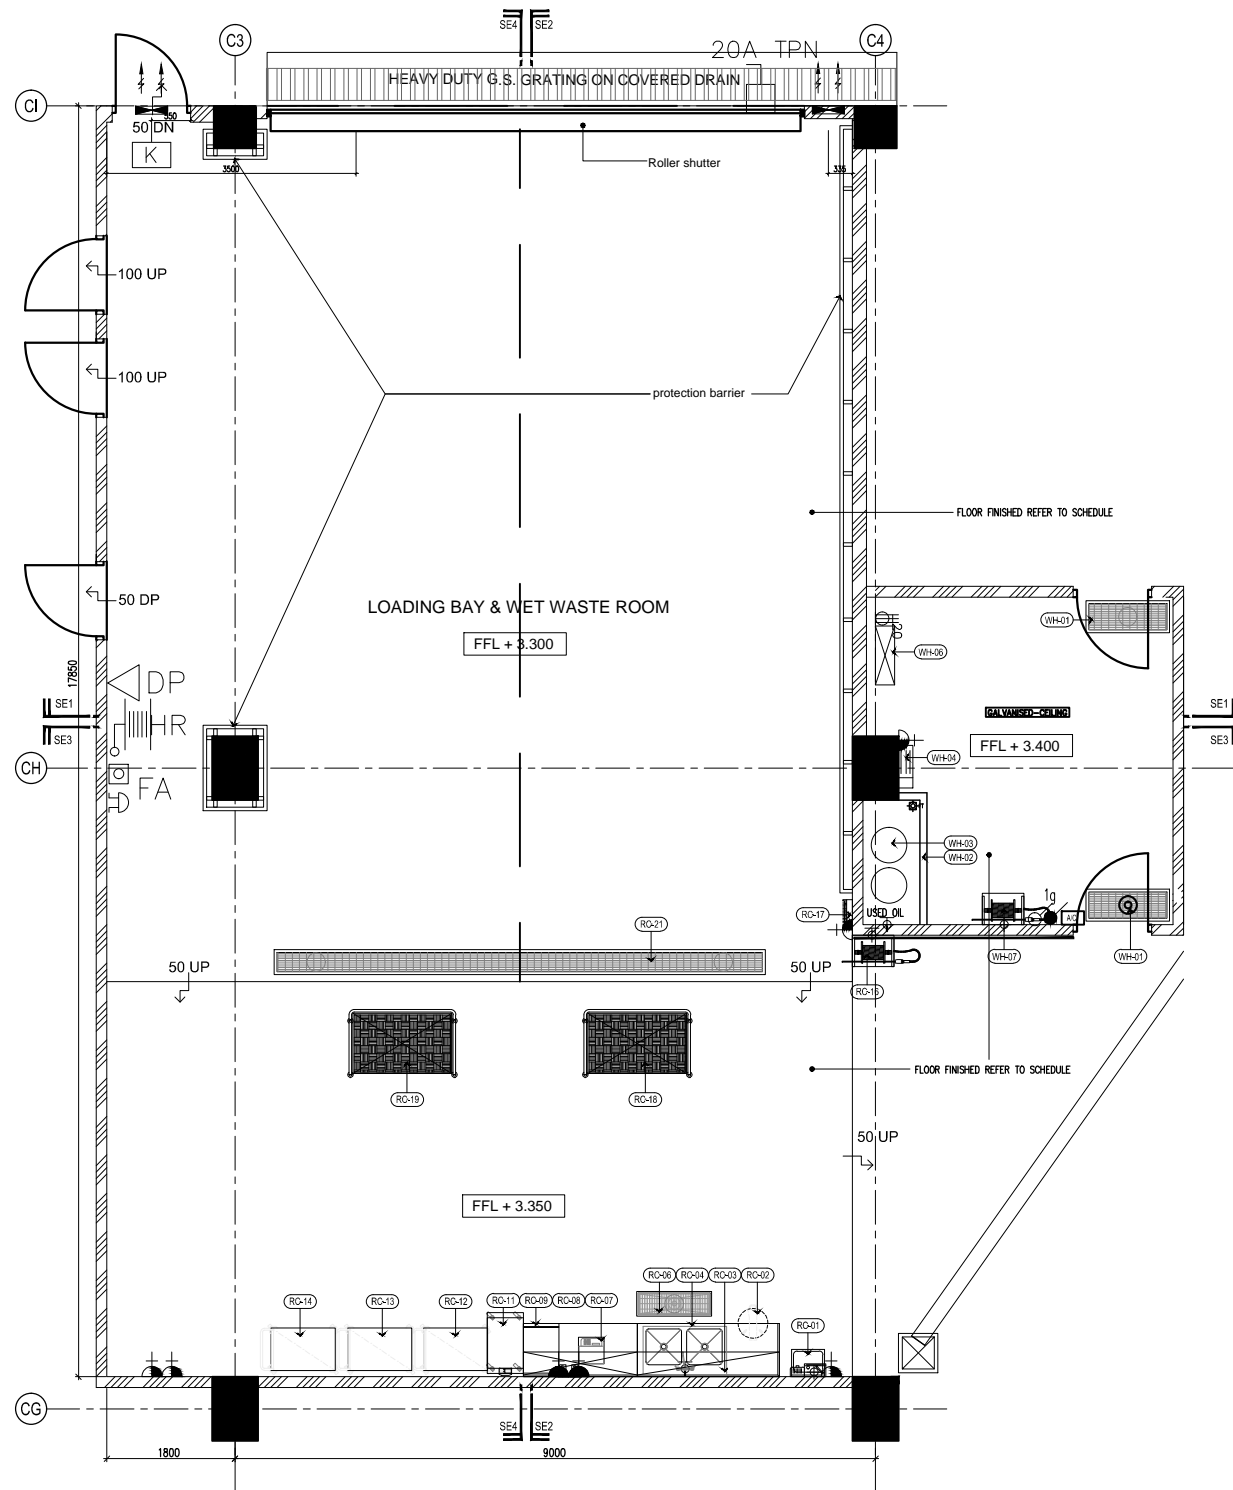 SE4
SE2
C3
C4
20A TPN
HEAVY DUTY G.S. GRATING ON COVERED DRAIN
CI
350
50 DN
K
Roller shutter
3500
335
100 UP
100 UP
protection barrier
FLOOR FINISHED REFER TO SCHEDULE
50 DP
LOADING BAY & WET WASTE ROOM
FFL + 3.300
WH-01
20
WH-06
17850
DP
SE1
HR
SE3
GALVANISED-CEILING
FFL + 3.400
SE1
SE3
CH
WH-04
FA
WH-03
WH-02
1g
USED OIL
RC-17
A/C
RC-21
WH-07
WH-01
50 UP
50 UP
RC-16
FLOOR FINISHED REFER TO SCHEDULE
RC-19
RC-18
50 UP
FFL + 3.350
RC-06
RC-04
RC-03
RC-02
RC-14
RC-13
RC-12
RC-11
RC-09
RC-08
RC-07
RC-01
CG
SE4
SE2
1800
9000